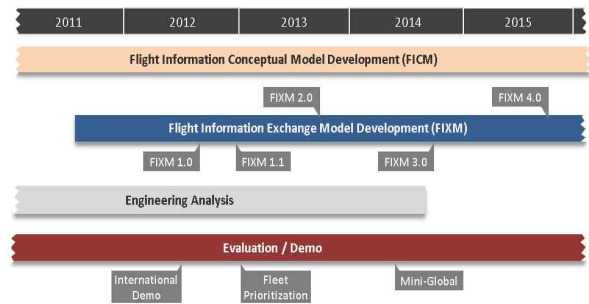 2011 2012 2013 2014 2015
Flight Information Conceptual Model Development (FICM)
FIXM 2.0 FIXM 4.0
Flight Information Exchange Model Development (FIXM)
FIXM 1.0 FIXM 1.1 FIXM 3.0
Engineering Analysis
Evaluation / Demo
International
Demo
Fleet
Prioritization
Mini-Global